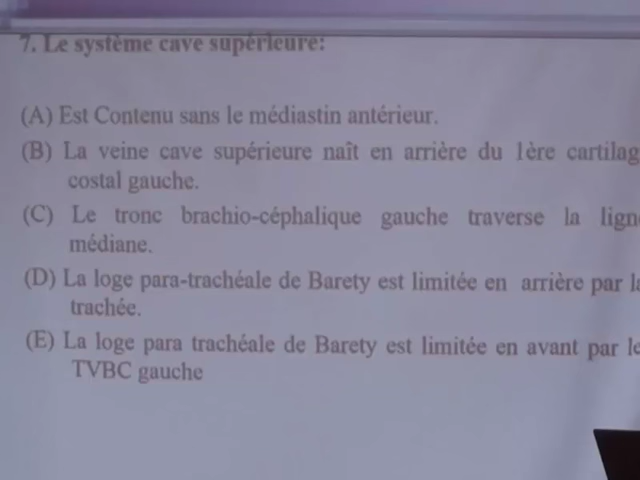 7. Le système cave supérieure:
(A) Est Contenu sans le médiastin antérieur.
(B) La veine cave supérieure naît en arrière du 1ère cartilag
costal gauche.
(C) Le tronc brachio-céphalique gauche traverse la lign
médiane.
(D) La loge para-trachéale de Barety est limitée en arrière par la
trachée.
(E) La loge para trachéale de Barety est limitée en avant par le
TVBC gauche